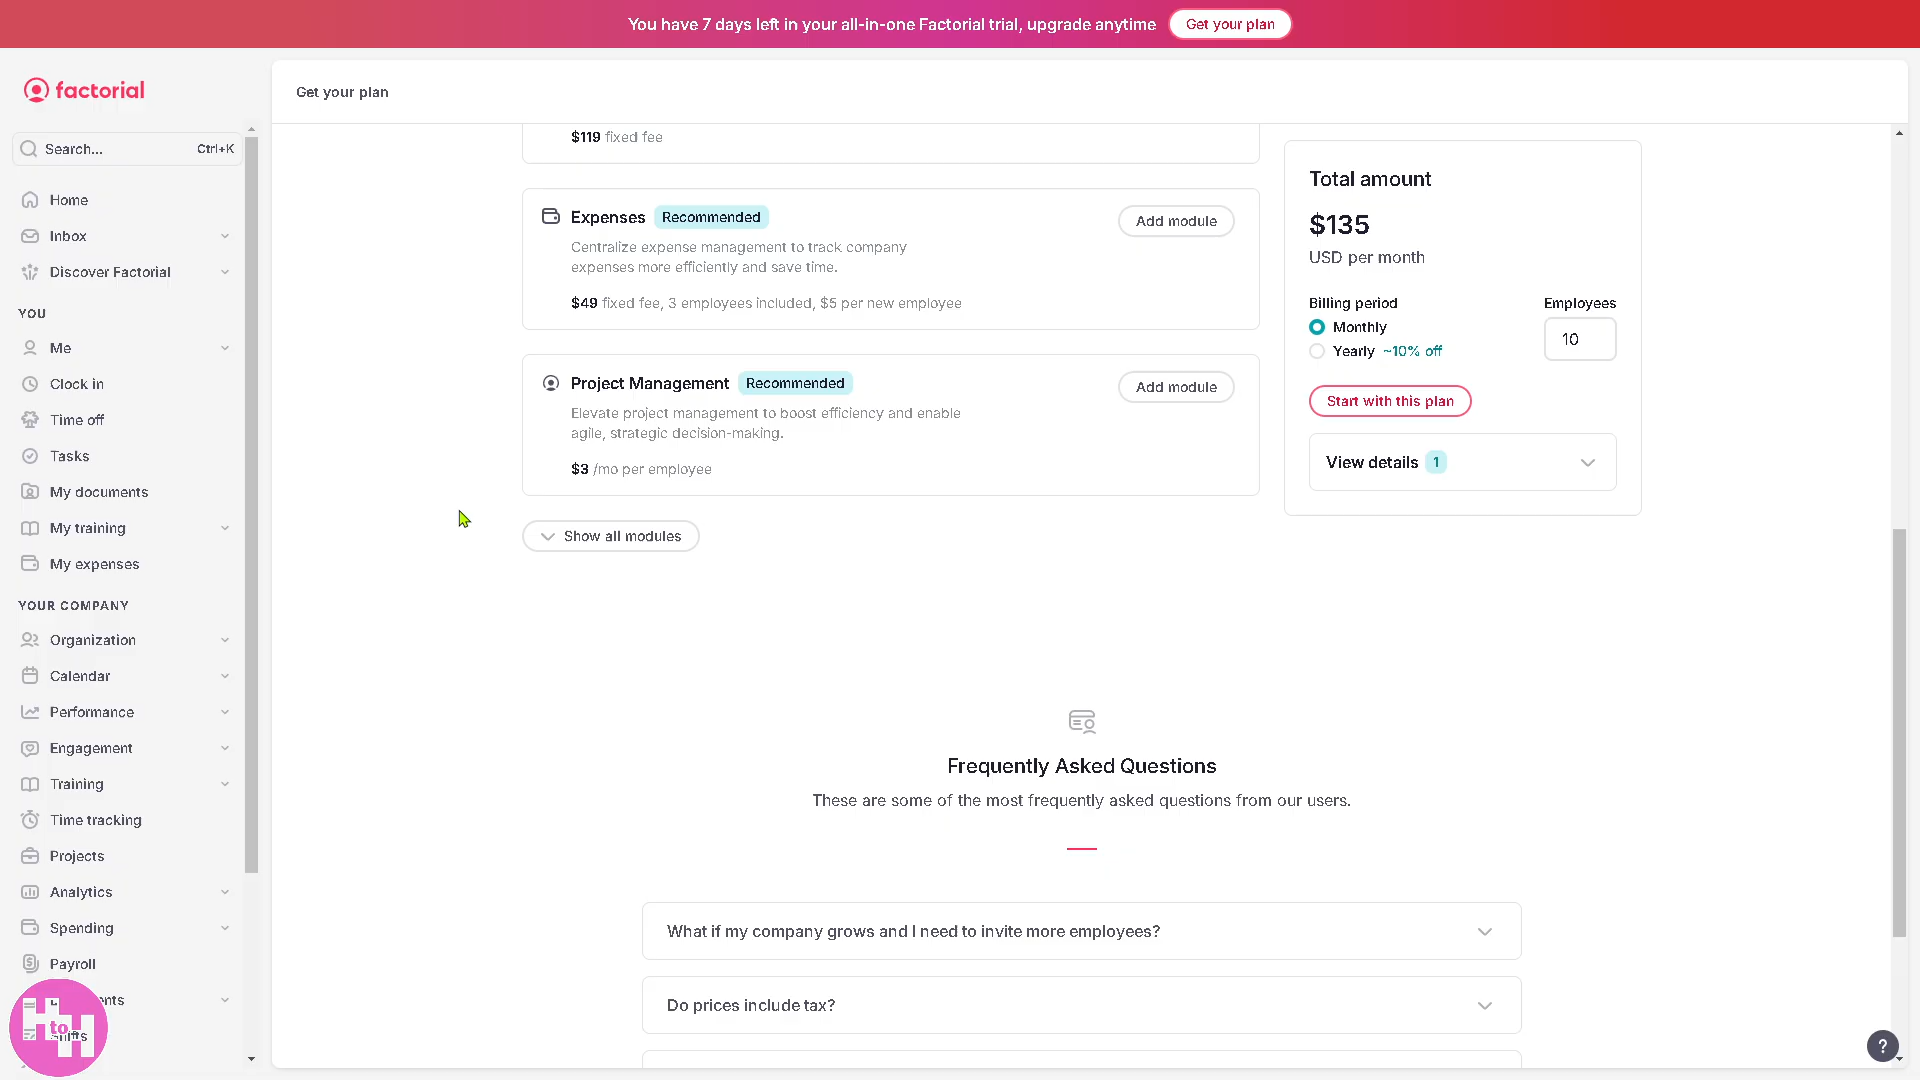 You have 7 days left in your all-in-one Factorial trial, upgrade anytime
Get your plan
factorial
Search...
Ctrl+K
Home
Inbox
Discover Factorial
YOU
Me
Clock in
Time off
Tasks
My documents
My training
My expenses
YOUR COMPANY
Organization
Calendar
Performance
Engagement
Training
Time tracking
Projects
Analytics
Spending
Payroll
H to H
Get your plan
$119 fixed fee
Expenses
Recommended
Add module
Centralize expense management to track company
expenses more efficiently and save time.
$49 fixed fee, 3 employees included, $5 per new employee
Project Management
Recommended
Add module
Elevate project management to boost efficiency and enable
agile, strategic decision-making.
$3 /mo per employee
Show all modules
Total amount
$135
USD per month
Billing period
Employees
Monthly
Yearly ~10% off
10
Start with this plan
View details 1
Frequently Asked Questions
These are some of the most frequently asked questions from our users.
What if my company grows and I need to invite more employees?
Do prices include tax?
?